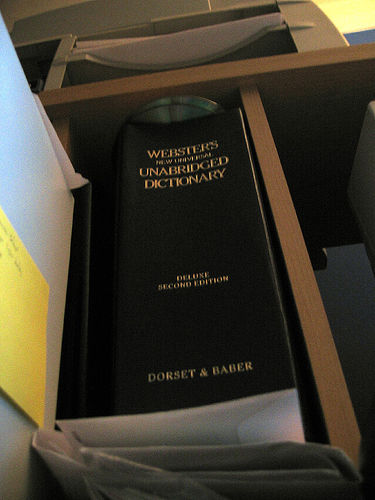 WEBSTER'S
NEW UNIVERSAL
UNABRIDGED
DICTIONARY
DELUXE
SECOND EDITION
DORSET & BABER